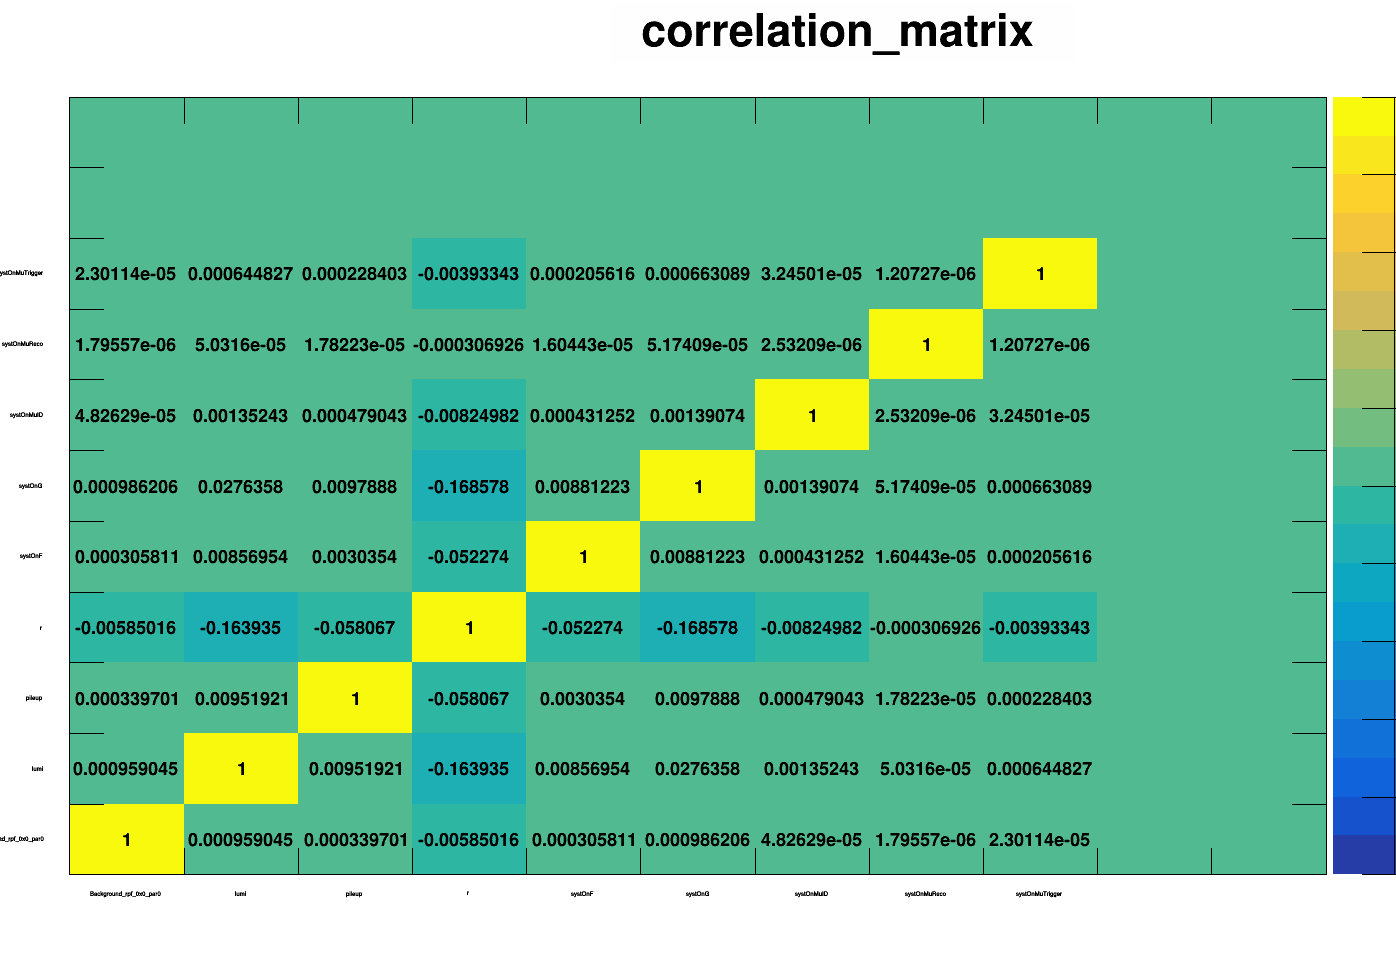 correlation_matrix
ystOnMuTrigger 2.30114e-05 0.000644827 0.000228403 -0.00393343 0.000205616 0.000663089 3.24501e-05 1.20727e-06 1
systOnMuReco 1.79557e-06 5.0316e-05 1.78223e-05 -0.000306926 1.60443e-05 5.17409e-05 2.53209e-06 1 1.20727e-06
systOnMuID 4.82629e-05 0.00135243 0.000479043 -0.00824982 0.000431252 0.00139074 1 2.53209e-06 3.24501e-05
systOnG 0.000986206 0.0276358 0.0097888 -0.168578 0.00881223 1 0.00139074 5.17409e-05 0.000663089
systOnF 0.000305811 0.00856954 0.0030354 -0.052274 1 0.00881223 0.000431252 1.60443e-05 0.000205616
r -0.00585016 -0.163935 -0.058067 1 -0.052274 -0.168578 -0.00824982 -0.000306926 -0.00393343
pileup 0.000339701 0.00951921 1 -0.058067 0.0030354 0.0097888 0.000479043 1.78223e-05 0.000228403
lumi 0.000959045 1 0.00951921 -0.163935 0.00856954 0.0276358 0.00135243 5.0316e-05 0.000644827
nd_rpf_0x0_par0 1 0.000959045 0.000339701 -0.00585016 0.000305811 0.000986206 4.82629e-05 1.79557e-06 2.30114e-05
Background_rpf_0x0_par0 lumi pileup r systOnF systOnG systOnMuID systOnMuReco systOnMuTrigger